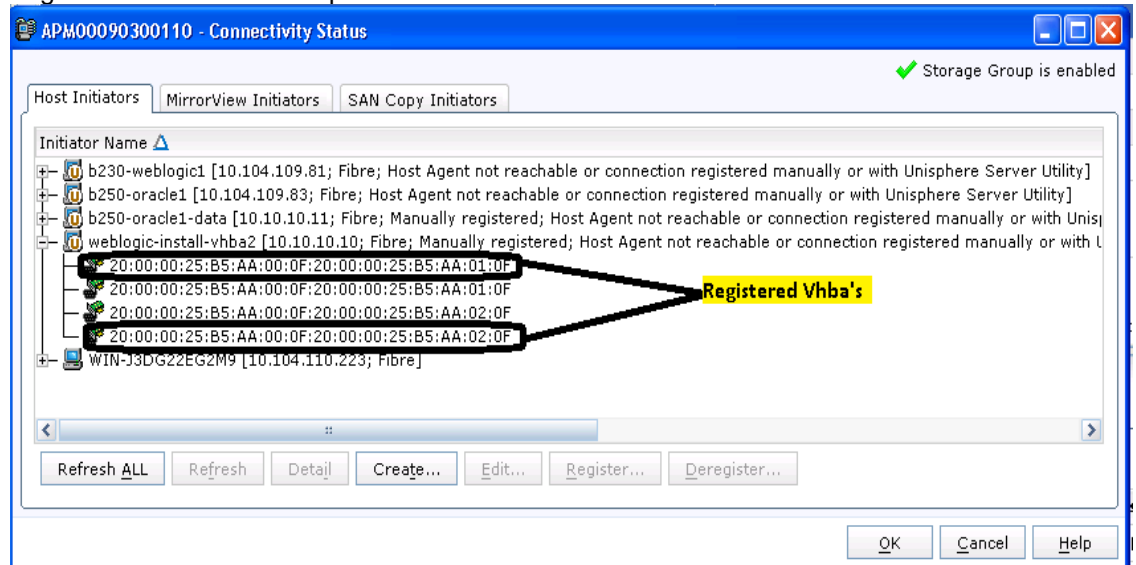 APM00090300110 - Connectivity Status
Storage Group is enabled
Host Initiators MirrorView Initiators SAN Copy Initiators
Initiator Name
b230-weblogic1 [10.104.109.81; Fibre; Host Agent not reachable or connection registered manually or with Unisphere Server Utility]
b250-oracle1 [10.104.109.83; Fibre; Host Agent not reachable or connection registered manually or with Unisphere Server Utility]
b250-oracle1-data [10.10.10.11; Fibre; Manually registered; Host Agent not reachable or connection registered manually or with Unis
weblogic-install-vhba2 [10.10.10.10; Fibre; Manually registered; Host Agent not reachable or connection registered manually or with
20:00:00:25:B5:AA:00:0F:20:00:00:25:B5:AA:01:0F
20:00:00:25:B5:AA:00:0F:20:00:00:25:B5:AA:01:0F
Registered Vhba's
20:00:00:25:B5:AA:00:0F:20:00:00:25:B5:AA:02:0F
20:00:00:25:B5:AA:00:0F:20:00:00:25:B5:AA:02:0F
WIN-J3DG22EG2M9 [10.104.110.223; Fibre]
Refresh ALL Refresh Detail Create... Edit... Register... Deregister...
OK Cancel Help